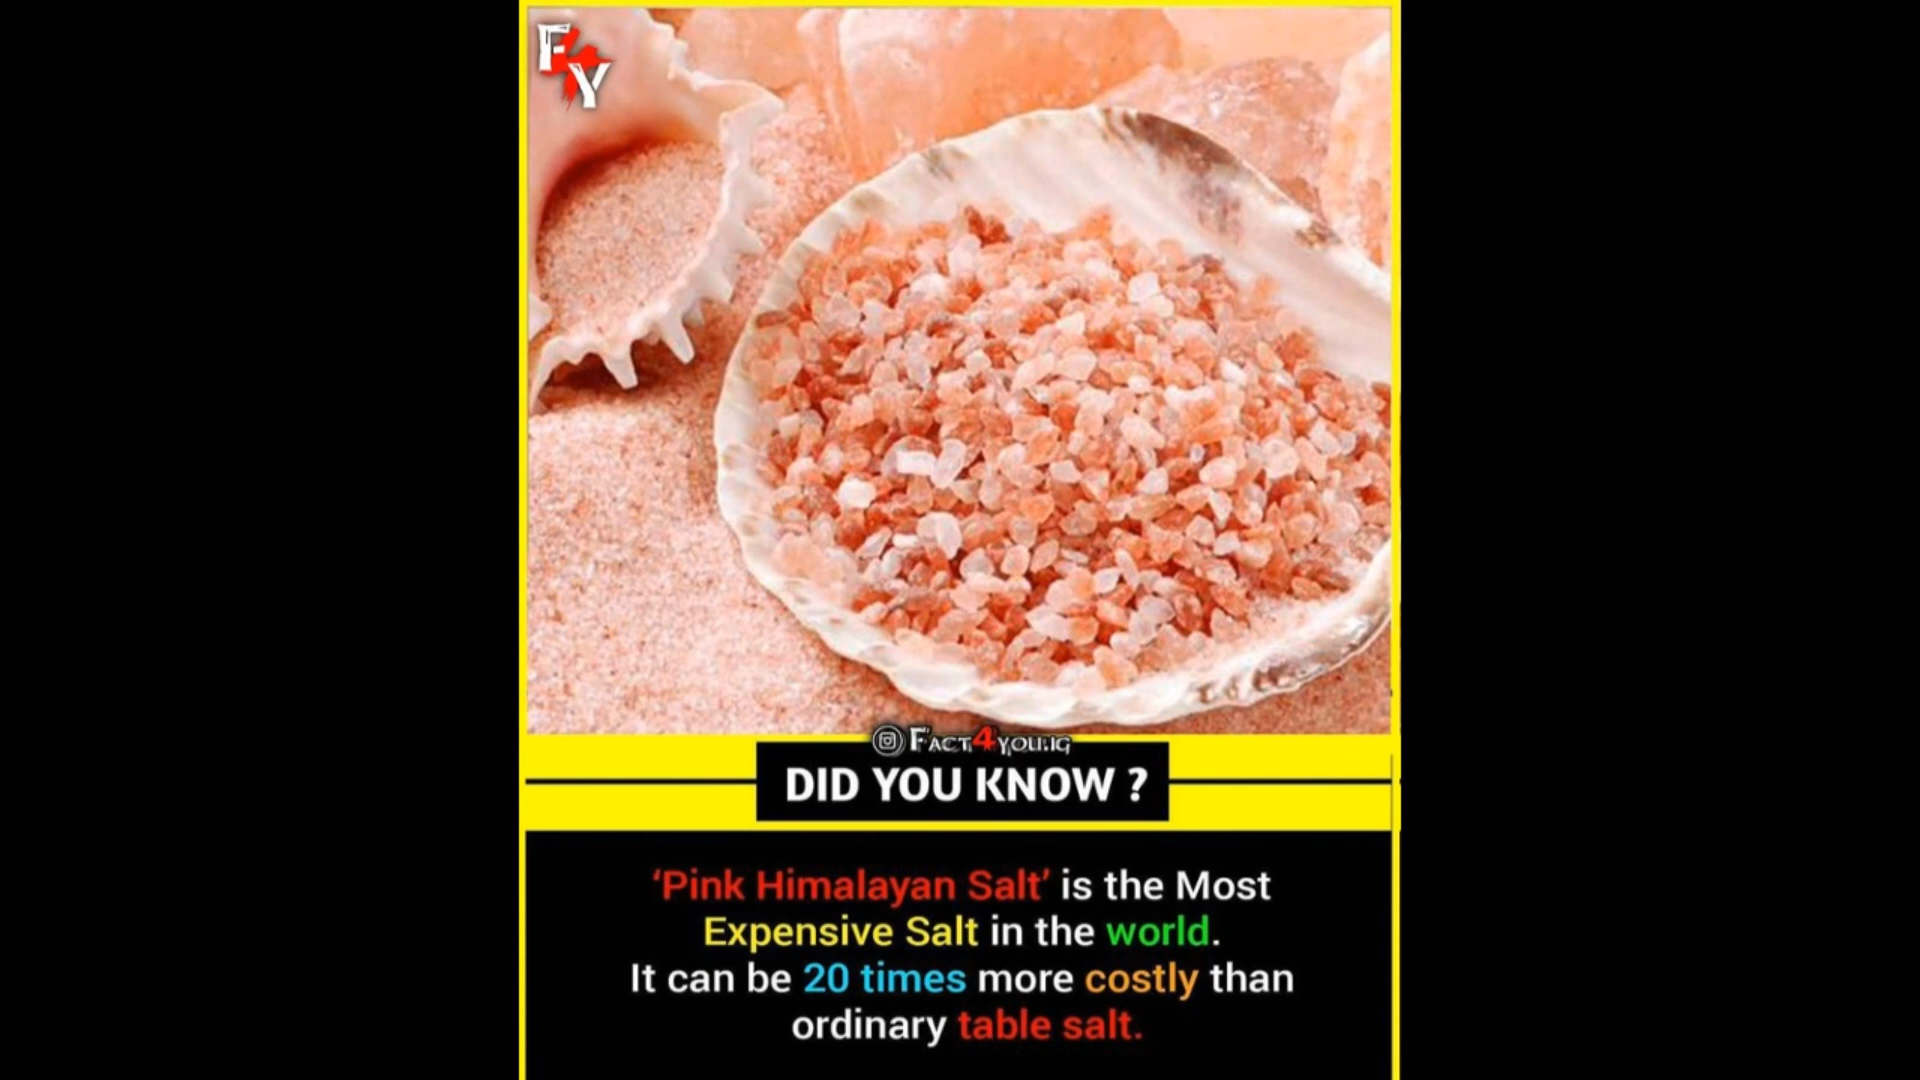 F4Y
Fact4you.ig
DID YOU KNOW ?
‘Pink Himalayan Salt’ is the Most
Expensive Salt in the world.
It can be 20 times more costly than
ordinary table salt.